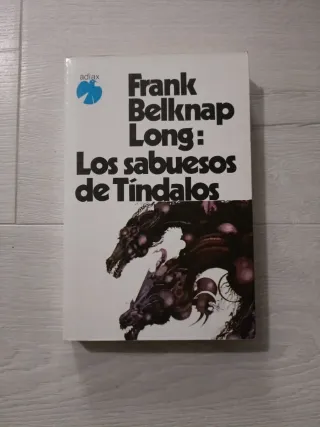 adiax
Frank
Belknap
Long:
Los sabuesos
de Tíndalos